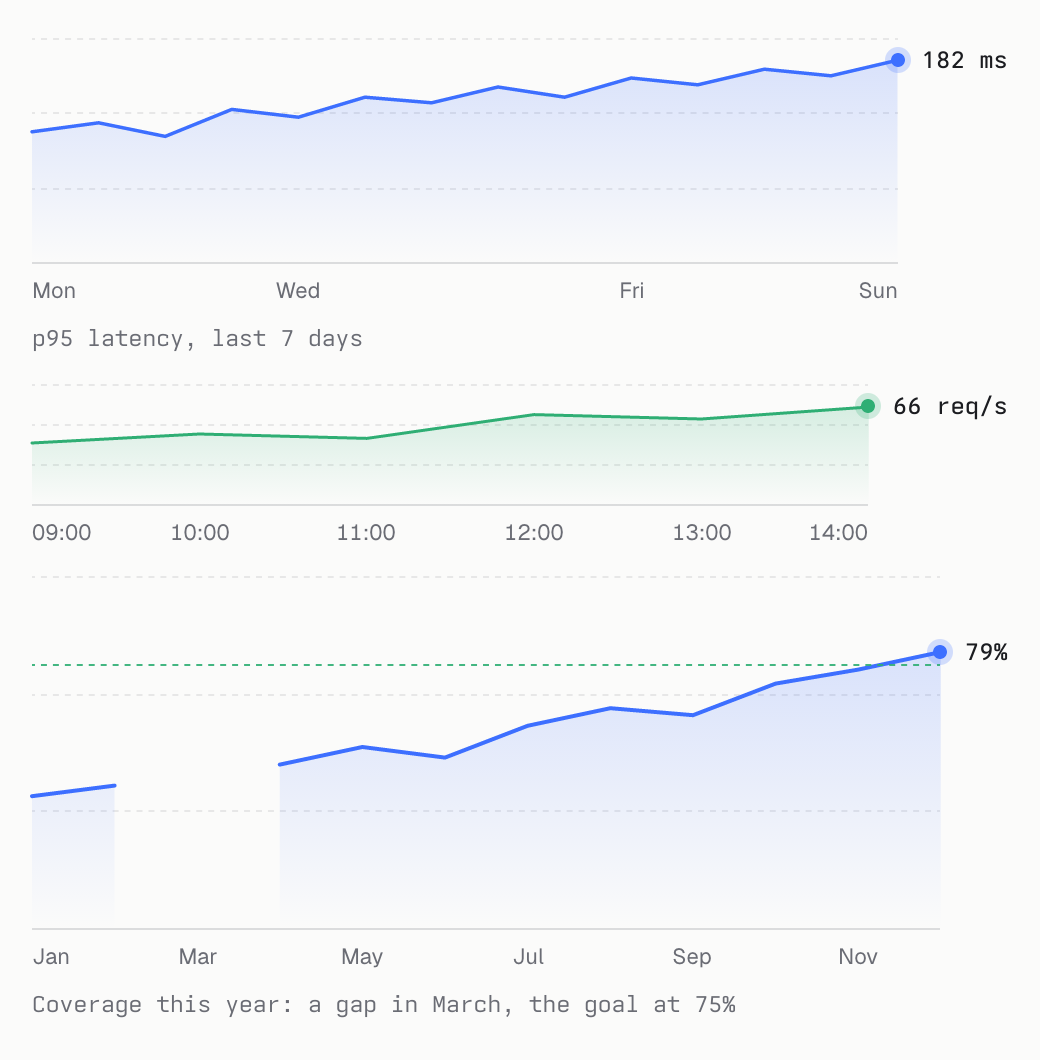 182 ms
Mon Wed Fri Sun
p95 latency, last 7 days
66 req/s
09:00 10:00 11:00 12:00 13:00 14:00
79%
Jan Mar May Jul Sep Nov
Coverage this year: a gap in March, the goal at 75%